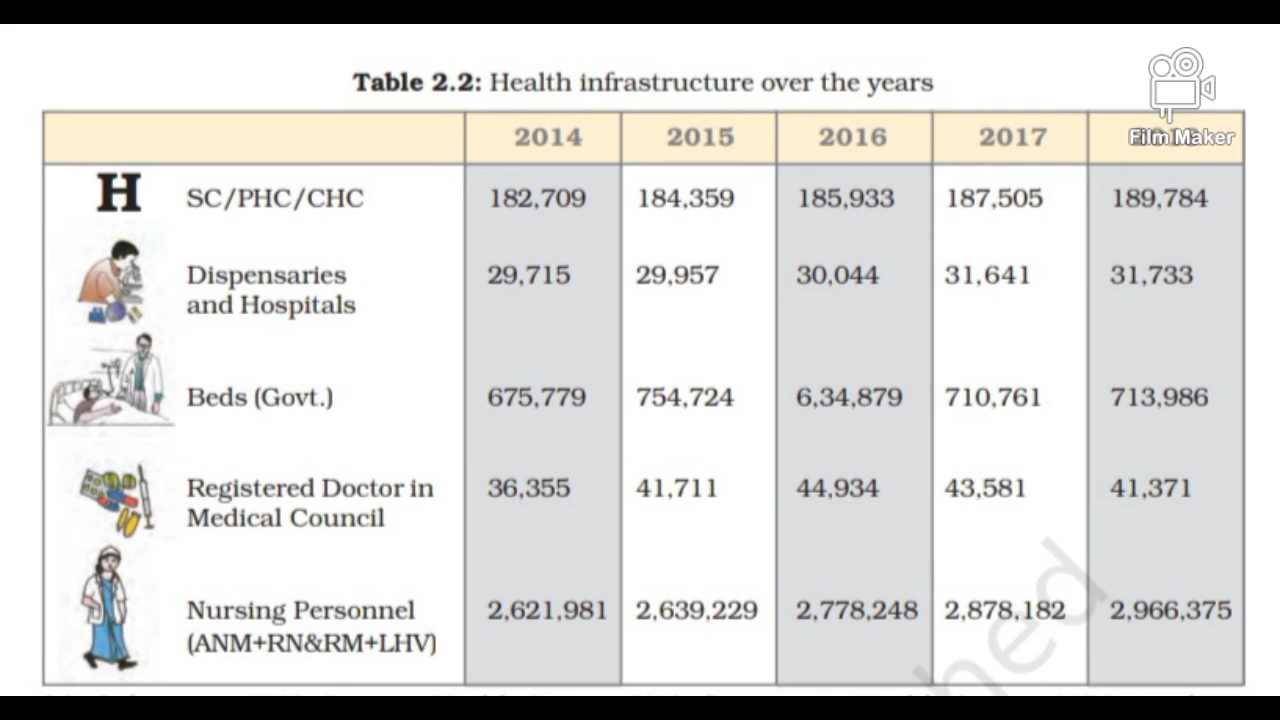 Table 2.2: Health infrastructure over the years
Film Maker
2014 2015 2016 2017
H SC/PHC/CHC 182,709 184,359 185,933 187,505 189,784
Dispensaries 29,715 29,957 30,044 31,641 31,733
and Hospitals
Beds (Govt.) 675,779 754,724 6,34,879 710,761 713,986
Registered Doctor in 36,355 41,711 44,934 43,581 41,371
Medical Council
Nursing Personnel 2,621,981 2,639,229 2,778,248 2,878,182 2,966,375
(ANM+RN&RM+LHV)